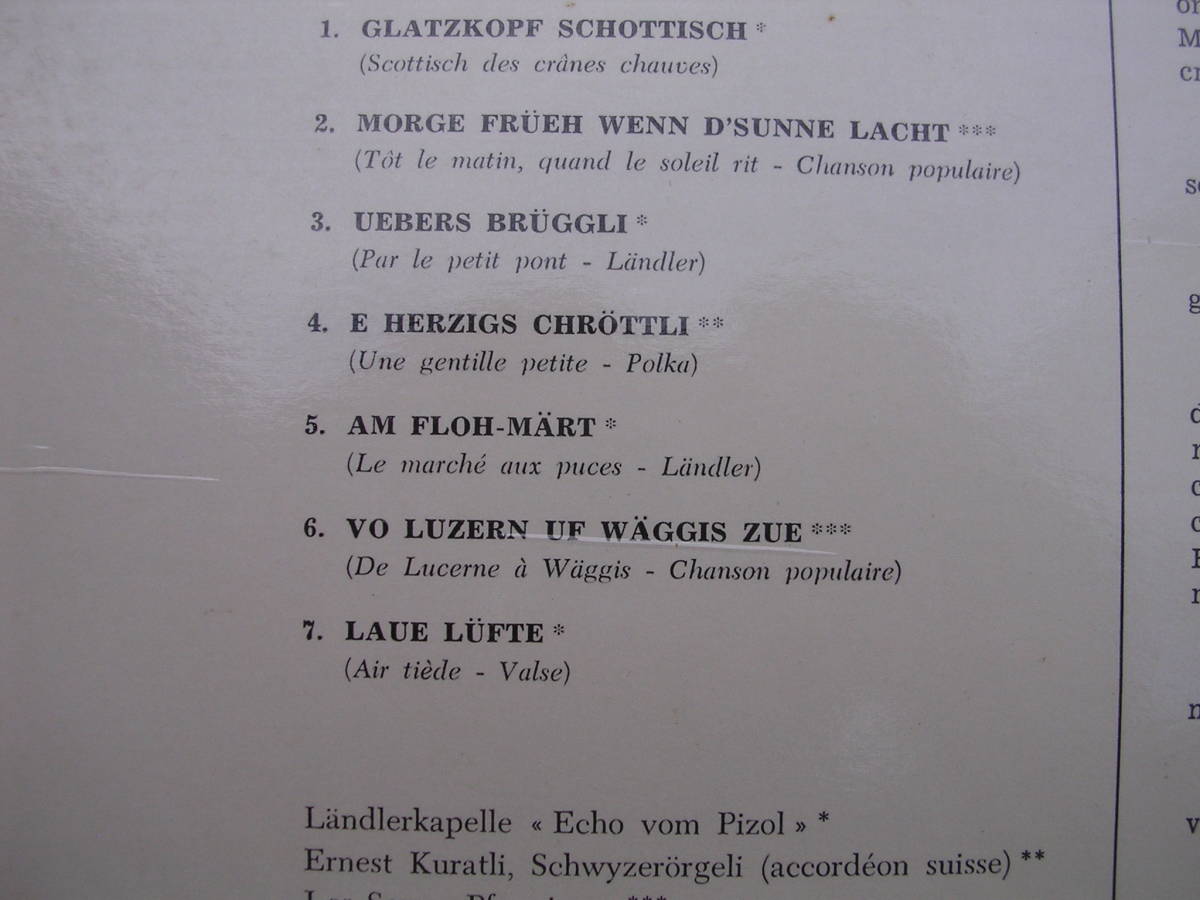 1. GLATZKOPF SCHOTTISCH *
(Scottisch des crânes chauves)
2. MORGE FRÜEH WENN D'SUNNE LACHT ***
(Tôt le matin, quand le soleil rit - Chanson populaire)
3. UEBERS BRÜGGLI *
(Par le petit pont - Ländler)
4. E HERZIGS CHRÖTTLI **
(Une gentille petite - Polka)
5. AM FLOH-MÄRT *
(Le marché aux puces - Ländler)
6. VO LUZERN UF WÄGGIS ZUE ***
(De Lucerne à Wäggis - Chanson populaire)
7. LAUE LÜFTE *
(Air tiède - Valse)
Ländlerkapelle « Echo vom Pizol » *
Ernest Kuratli, Schwyzerörgeli (accordéon suisse) **